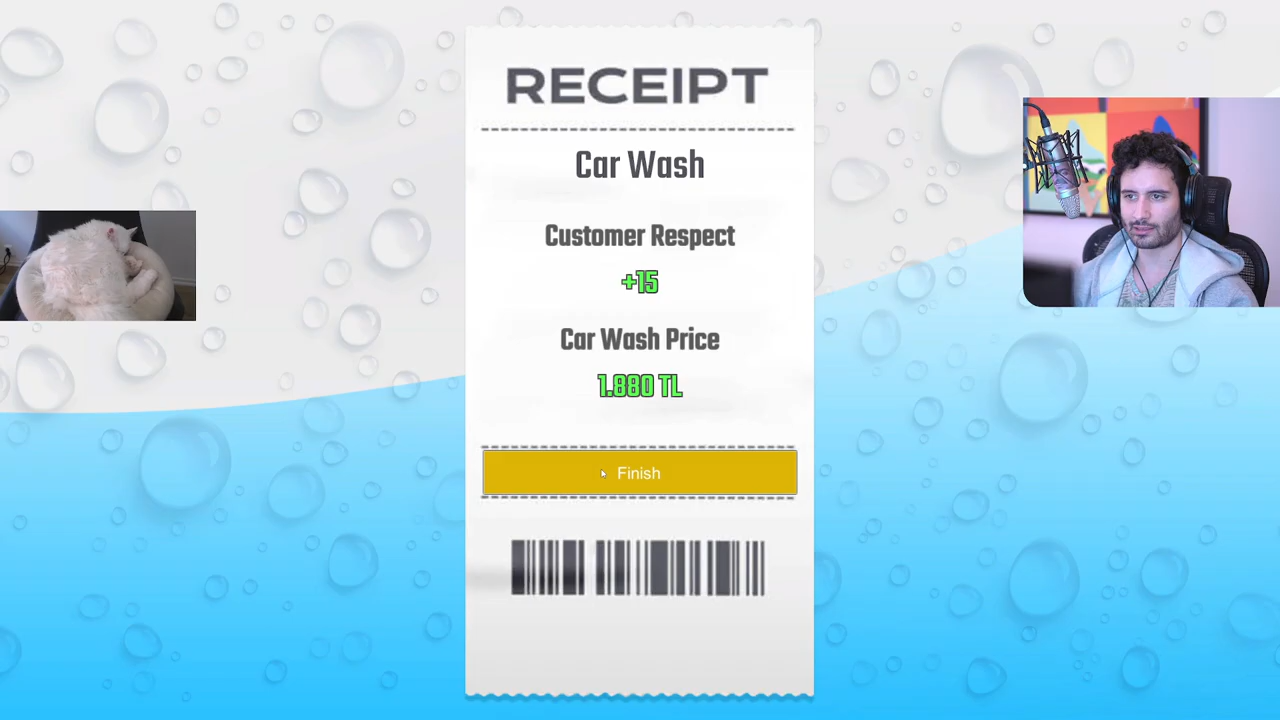 RECEIPT
Car Wash
Customer Respect
+15
Car Wash Price
1.880 TL
Finish